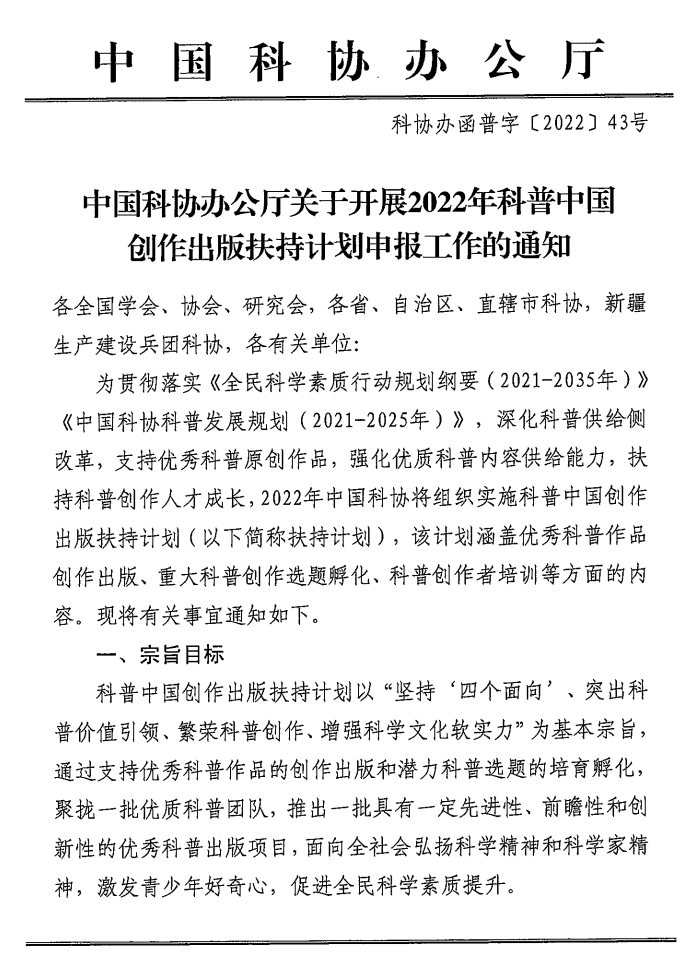 中国科协办公厅
科协办函普字〔2022〕43号
中国科协办公厅关于开展2022年科普中国
创作出版扶持计划申报工作的通知
各全国学会、协会、研究会，各省、自治区、直辖市科协，新疆
生产建设兵团科协，各有关单位：
为贯彻落实《全民科学素质行动规划纲要（2021-2035年）》
《中国科协科普发展规划（2021-2025年）》，深化科普供给侧
改革，支持优秀科普原创作品，强化优质科普内容供给能力，扶
持科普创作人才成长，2022年中国科协将组织实施科普中国创作
出版扶持计划（以下简称扶持计划），该计划涵盖优秀科普作品
创作出版、重大科普创作选题孵化、科普创作者培训等方面的内
容。现将有关事宜通知如下。
一、宗旨目标
科普中国创作出版扶持计划以“坚持‘四个面向’、突出科
普价值引领、繁荣科普创作、增强科学文化软实力”为基本宗旨，
通过支持优秀科普作品的创作出版和潜力科普选题的培育孵化，
聚拢一批优质科普团队，推出一批具有一定先进性、前瞻性和创
新性的优秀科普出版项目，面向全社会弘扬科学精神和科学家精
神，激发青少年好奇心，促进全民科学素质提升。